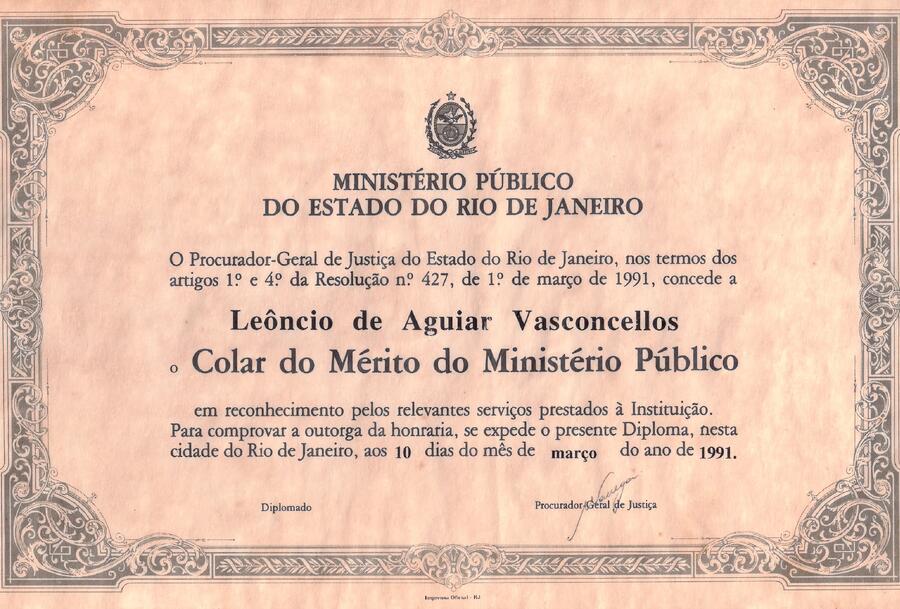 MINISTÉRIO PÚBLICO
DO ESTADO DO RIO DE JANEIRO
O Procurador-Geral de Justiça do Estado do Rio de Janeiro, nos termos dos
artigos 1º e 4º da Resolução nº 427, de 1º de março de 1991, concede a
Leôncio de Aguiar Vasconcellos
o Colar do Mérito do Ministério Público
em reconhecimento pelos relevantes serviços prestados à Instituição.
Para comprovar a outorga da honraria, se expede o presente Diploma, nesta
cidade do Rio de Janeiro, aos 10 dias do mês de março do ano de 1991.
Diplomado Procurador-Geral de Justiça
Imprensa Oficial - RJ